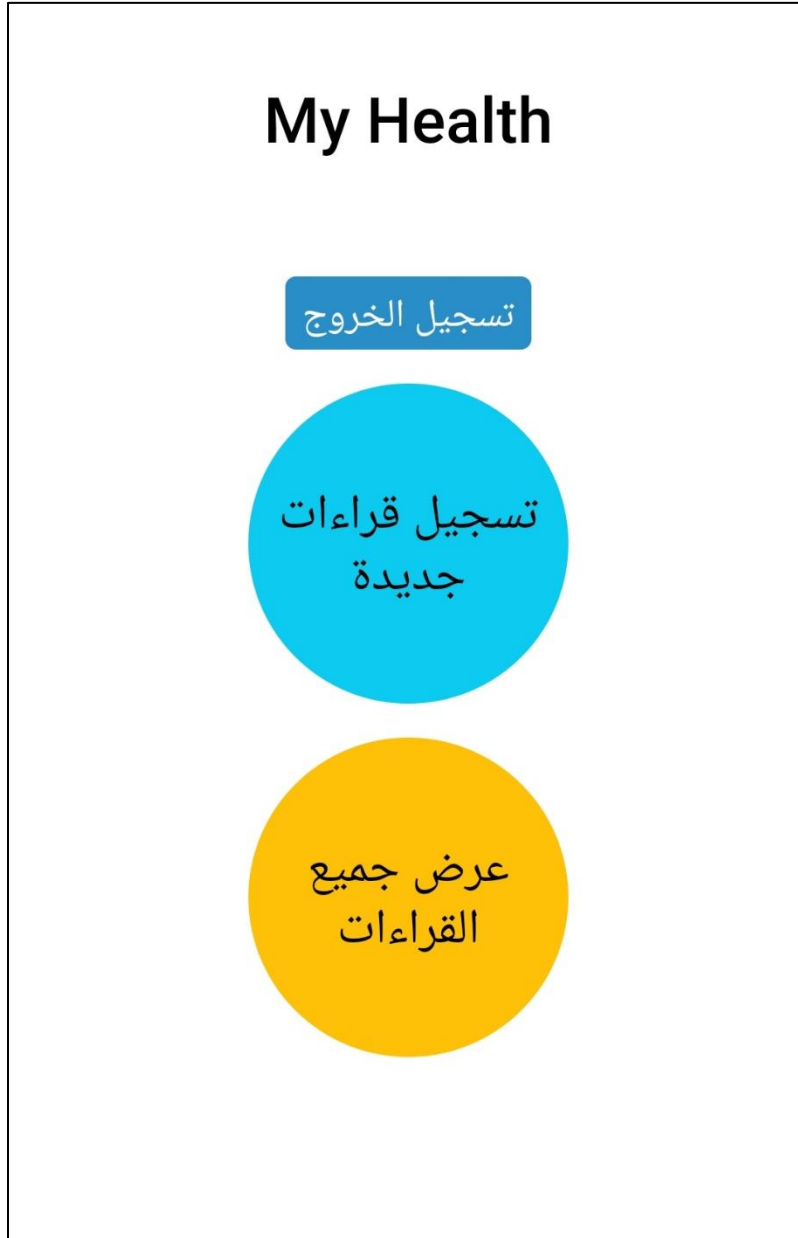 My Health
تسجيل الخروج
تسجيل قراءات
جديدة
عرض جميع
القراءات